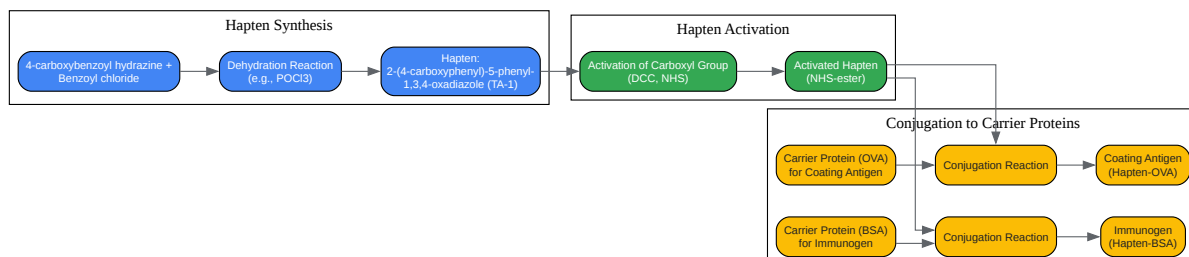 Hapten Synthesis
4-carboxybenzoyl hydrazine +
Benzoyl chloride
Dehydration Reaction
(e.g., POCl3)
Hapten:
2-(4-carboxyphenyl)-5-phenyl-
1,3,4-oxadiazole (TA-1)
Hapten Activation
Activation of Carboxyl Group
(DCC, NHS)
Activated Hapten
(NHS-ester)
Conjugation to Carrier Proteins
Carrier Protein (OVA)
for Coating Antigen
Conjugation Reaction
Coating Antigen
(Hapten-OVA)
Carrier Protein (BSA)
for Immunogen
Conjugation Reaction
Immunogen
(Hapten-BSA)